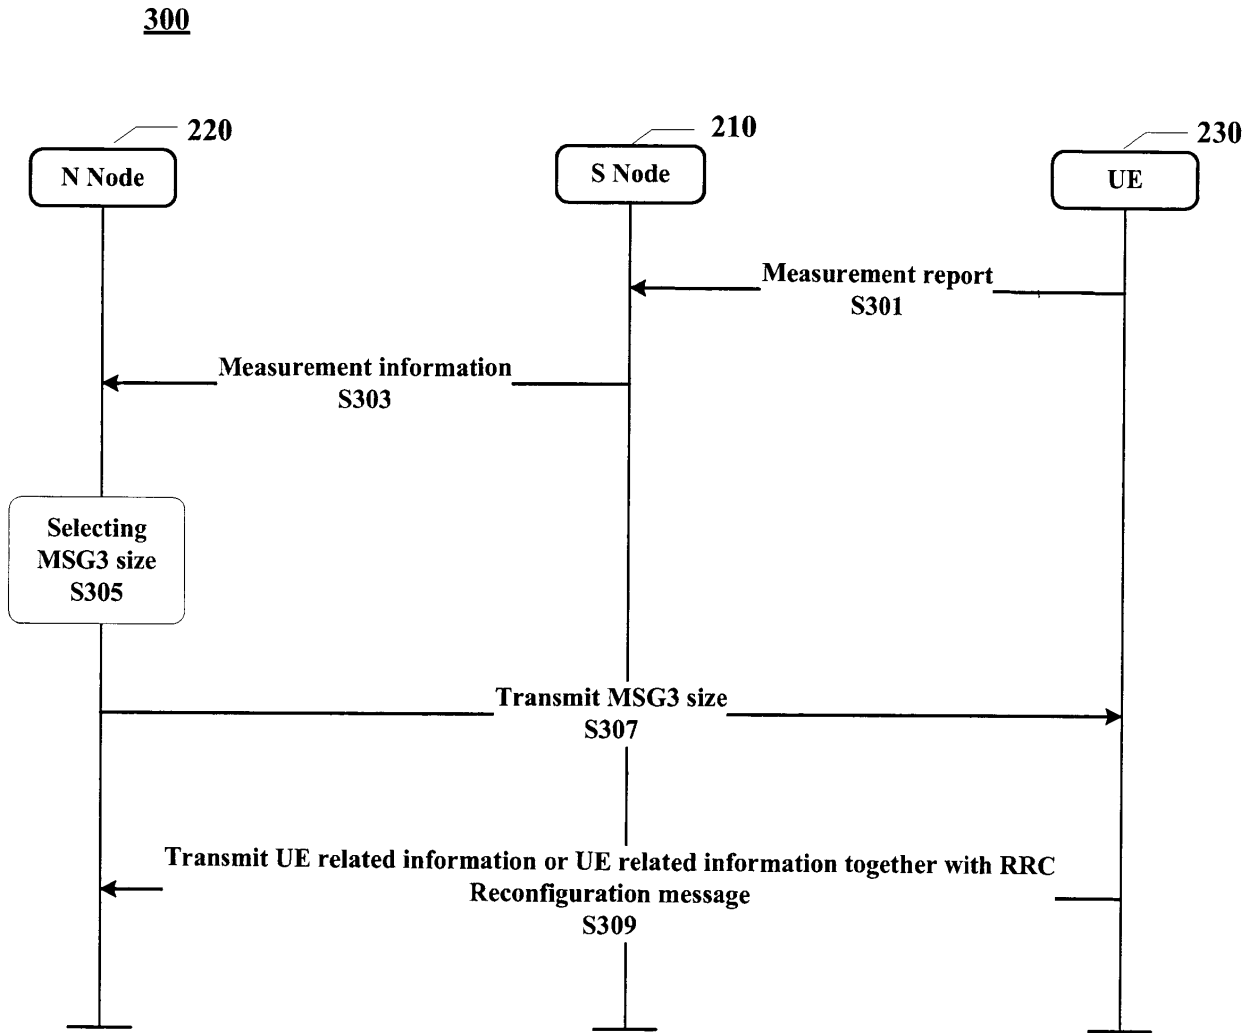 300
220
210
230
N Node
S Node
UE
Measurement report
S301
Measurement information
S303
Selecting
MSG3 size
S305
Transmit MSG3 size
S307
Transmit UE related information or UE related information together with RRC
Reconfiguration message
S309